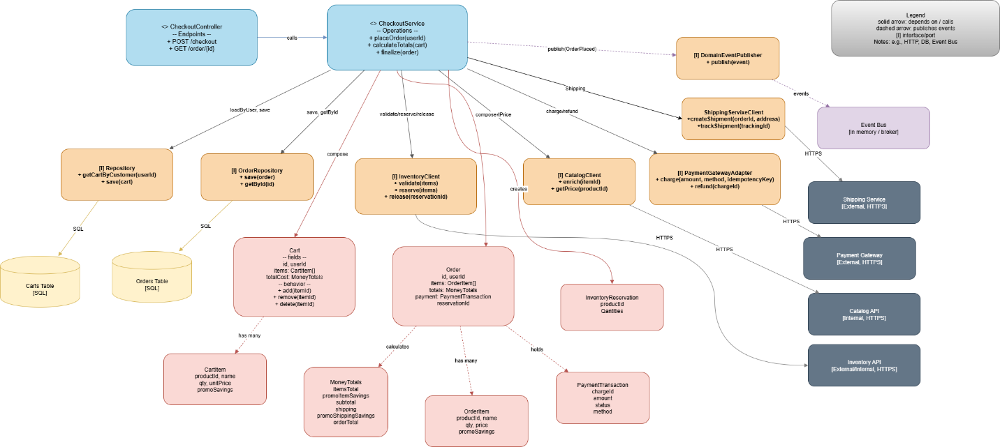 <> CheckoutController
-- Endpoints --
+ POST /checkout
+ GET /order/{id}
calls
<> CheckoutService
-- Operations --
+ placeOrder(userId)
+ calculateTotals(cart)
+ finalize(order)
publish(OrderPlaced)
[I] DomainEventPublisher
+ publish(event)
Legend
solid arrow: depends on / calls
dashed arrow: publishes events
[I] interface/port
Notes: e.g., HTTP, DB, Event Bus
events
Event Bus
[in memory / broker]
Shipping
ShippingServixeClient
+createShipment(orderId, address)
+trackShipment(trackingId)
loadByUser, save
save, getById
validate/reserve/release
compose
getPrice
charge/refund
HTTPS
compose
[I] Repository
+ getCartByCustomer(userId)
+ save(cart)
[I] OrderRepository
+ save(order)
+ getById(id)
[I] InventoryClient
+ validate(items)
+ reserve(items)
+ release(reservationId)
creates
[I] CatalogClient
+ enrich(itemId)
+ getPrice(productId)
[I] PaymentGatewayAdapter
+ charge(amount, method, idempotencyKey)
+ refund(chargeId)
Shipping Service
[External, HTTPS]
SQL
SQL
HTTPS
HTTPS
HTTPS
Carts Table
[SQL]
Orders Table
[SQL]
Cart
-- fields --
id, userId
items: CartItem[]
totalCost: MoneyTotals
-- behavior --
+ add(itemId)
+ remove(itemId)
+ delete(itemId)
Order
id, userId
items: OrderItem[]
totals: MoneyTotals
payment: PaymentTransaction
reservationId
Payment Gateway
[External, HTTPS]
InventoryReservation
productId
Qantities
Catalog API
[Internal, HTTPS]
has many
calculates
has many
holds
Inventory API
[External/Internal, HTTPS]
CartItem
productId, name
qty, unitPrice
promoSavings
MoneyTotals
itemsTotal
promoItemSavings
subtotal
shipping
promoShippingSavings
orderTotal
OrderItem
productId, name
qty, price
promoSavings
PaymentTransaction
chargeId
amount
status
method